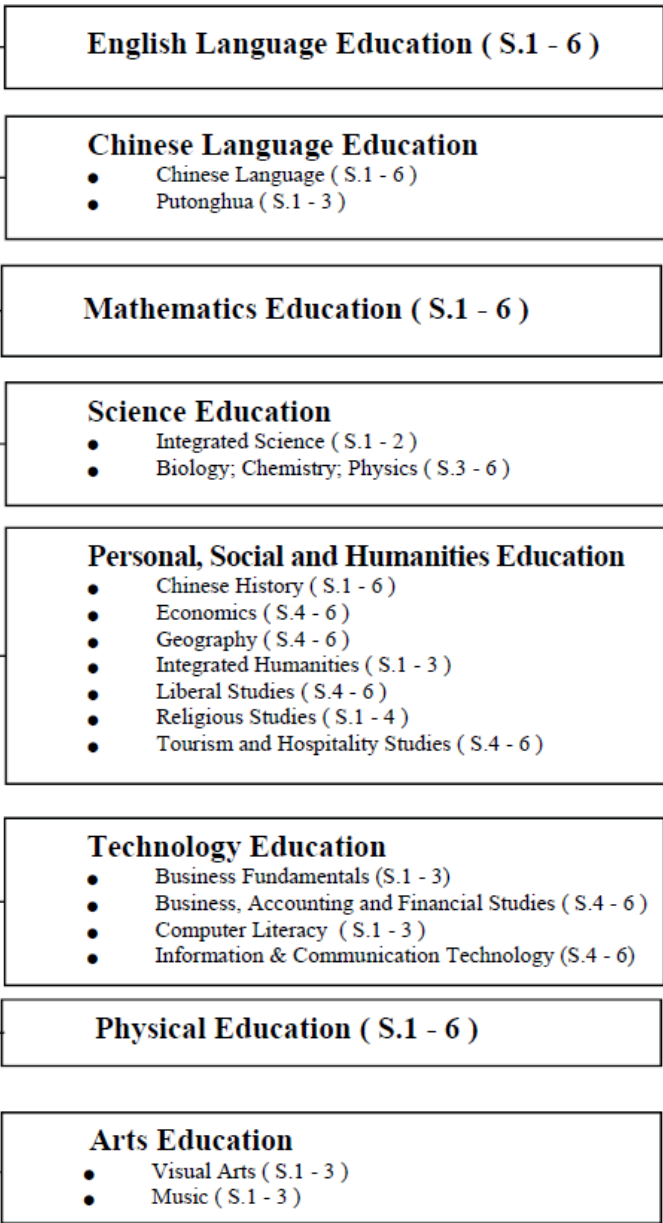 English Language Education ( S.1 - 6 )
Chinese Language Education
● Chinese Language ( S.1 - 6 )
● Putonghua ( S.1 - 3 )
Mathematics Education ( S.1 - 6 )
Science Education
● Integrated Science ( S.1 - 2 )
● Biology; Chemistry; Physics ( S.3 - 6 )
Personal, Social and Humanities Education
● Chinese History ( S.1 - 6 )
● Economics ( S.4 - 6 )
● Geography ( S.4 - 6 )
● Integrated Humanities ( S.1 - 3 )
● Liberal Studies ( S.4 - 6 )
● Religious Studies ( S.1 - 4 )
● Tourism and Hospitality Studies ( S.4 - 6 )
Technology Education
● Business Fundamentals (S.1 - 3)
● Business, Accounting and Financial Studies ( S.4 - 6 )
● Computer Literacy ( S.1 - 3 )
● Information & Communication Technology (S.4 - 6)
Physical Education ( S.1 - 6 )
Arts Education
● Visual Arts ( S.1 - 3 )
● Music ( S.1 - 3 )